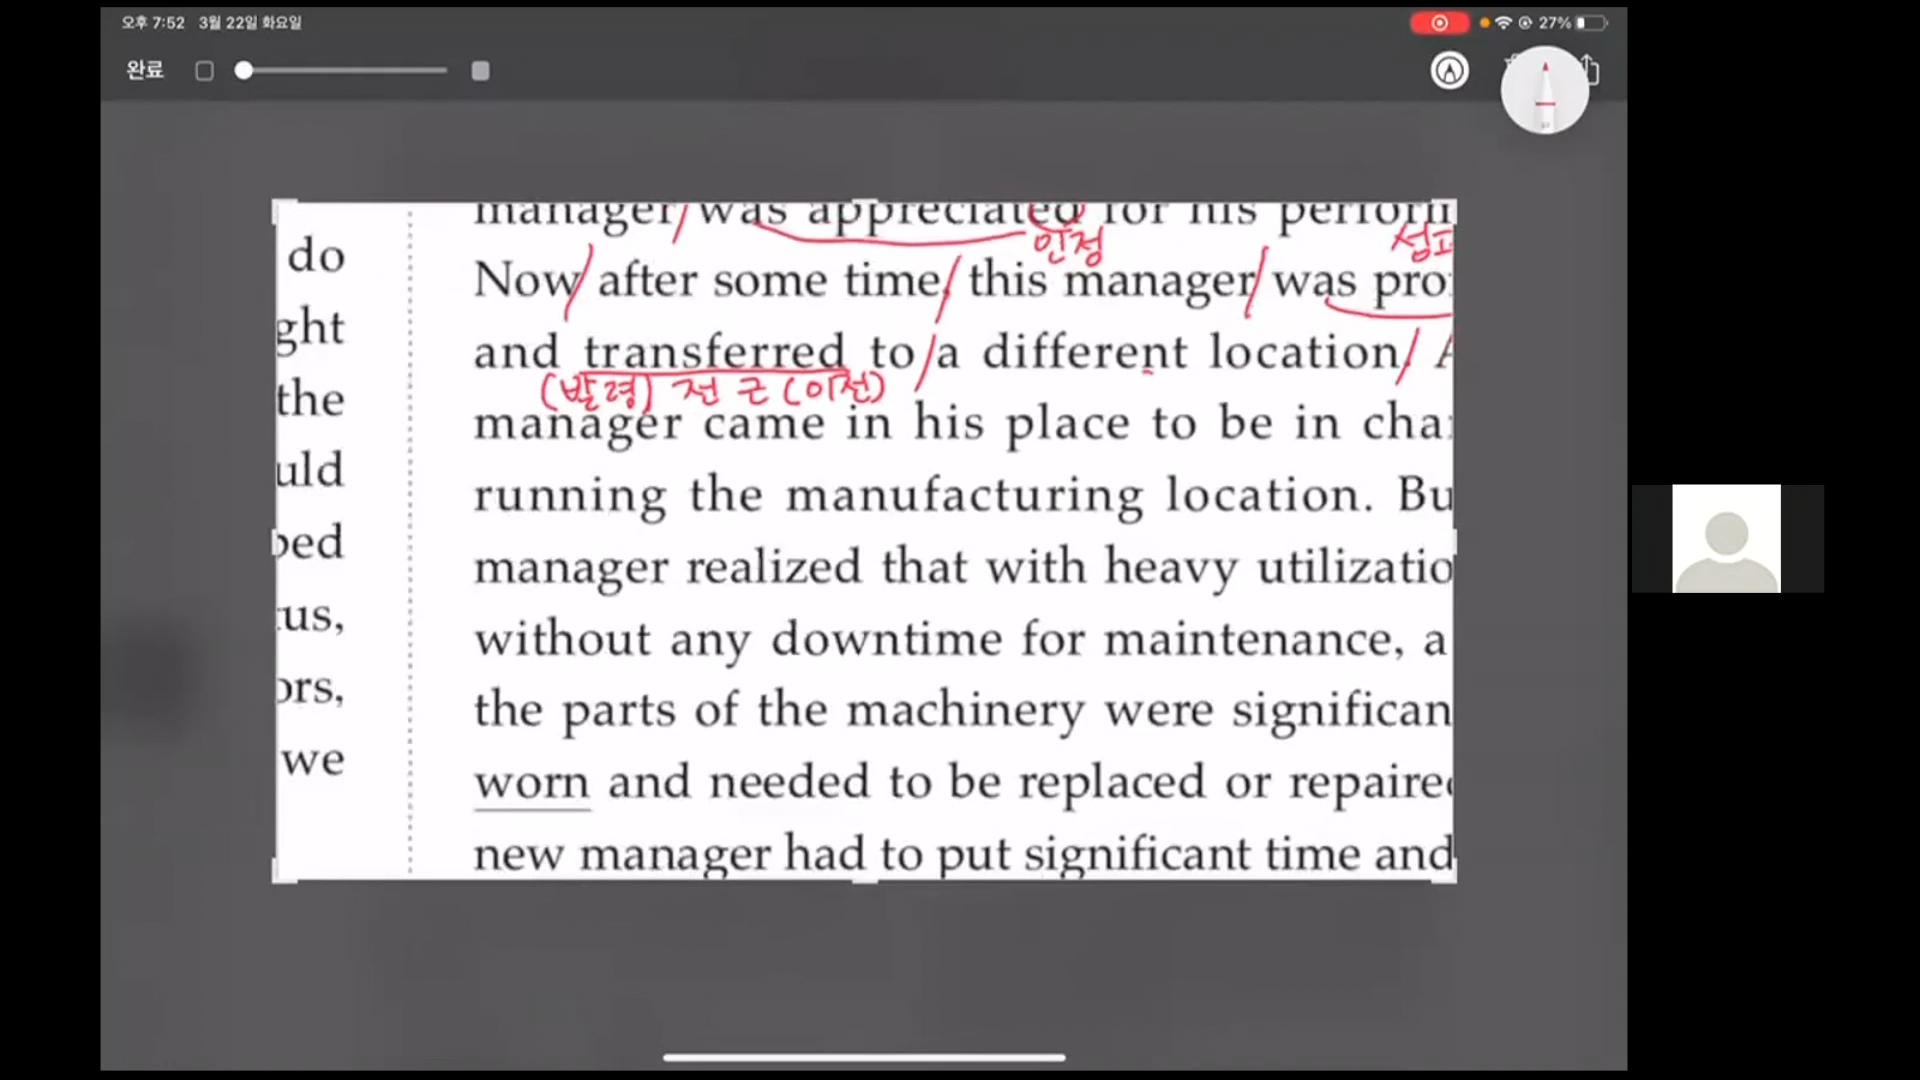 오후 7:52 3월 22일 화요일
27%
완료
do
ght
the
uld
ped
tus,
ors,
we
manager/ was appreciated for his perform
인정
Now/ after some time,/ this manager/ was pro
and transferred to/ a different location./ A
(발령) 전근 (이전)
manager came in his place to be in cha
running the manufacturing location. Bu
manager realized that with heavy utilizatio
without any downtime for maintenance, a
the parts of the machinery were significan
worn and needed to be replaced or repaired
new manager had to put significant time and